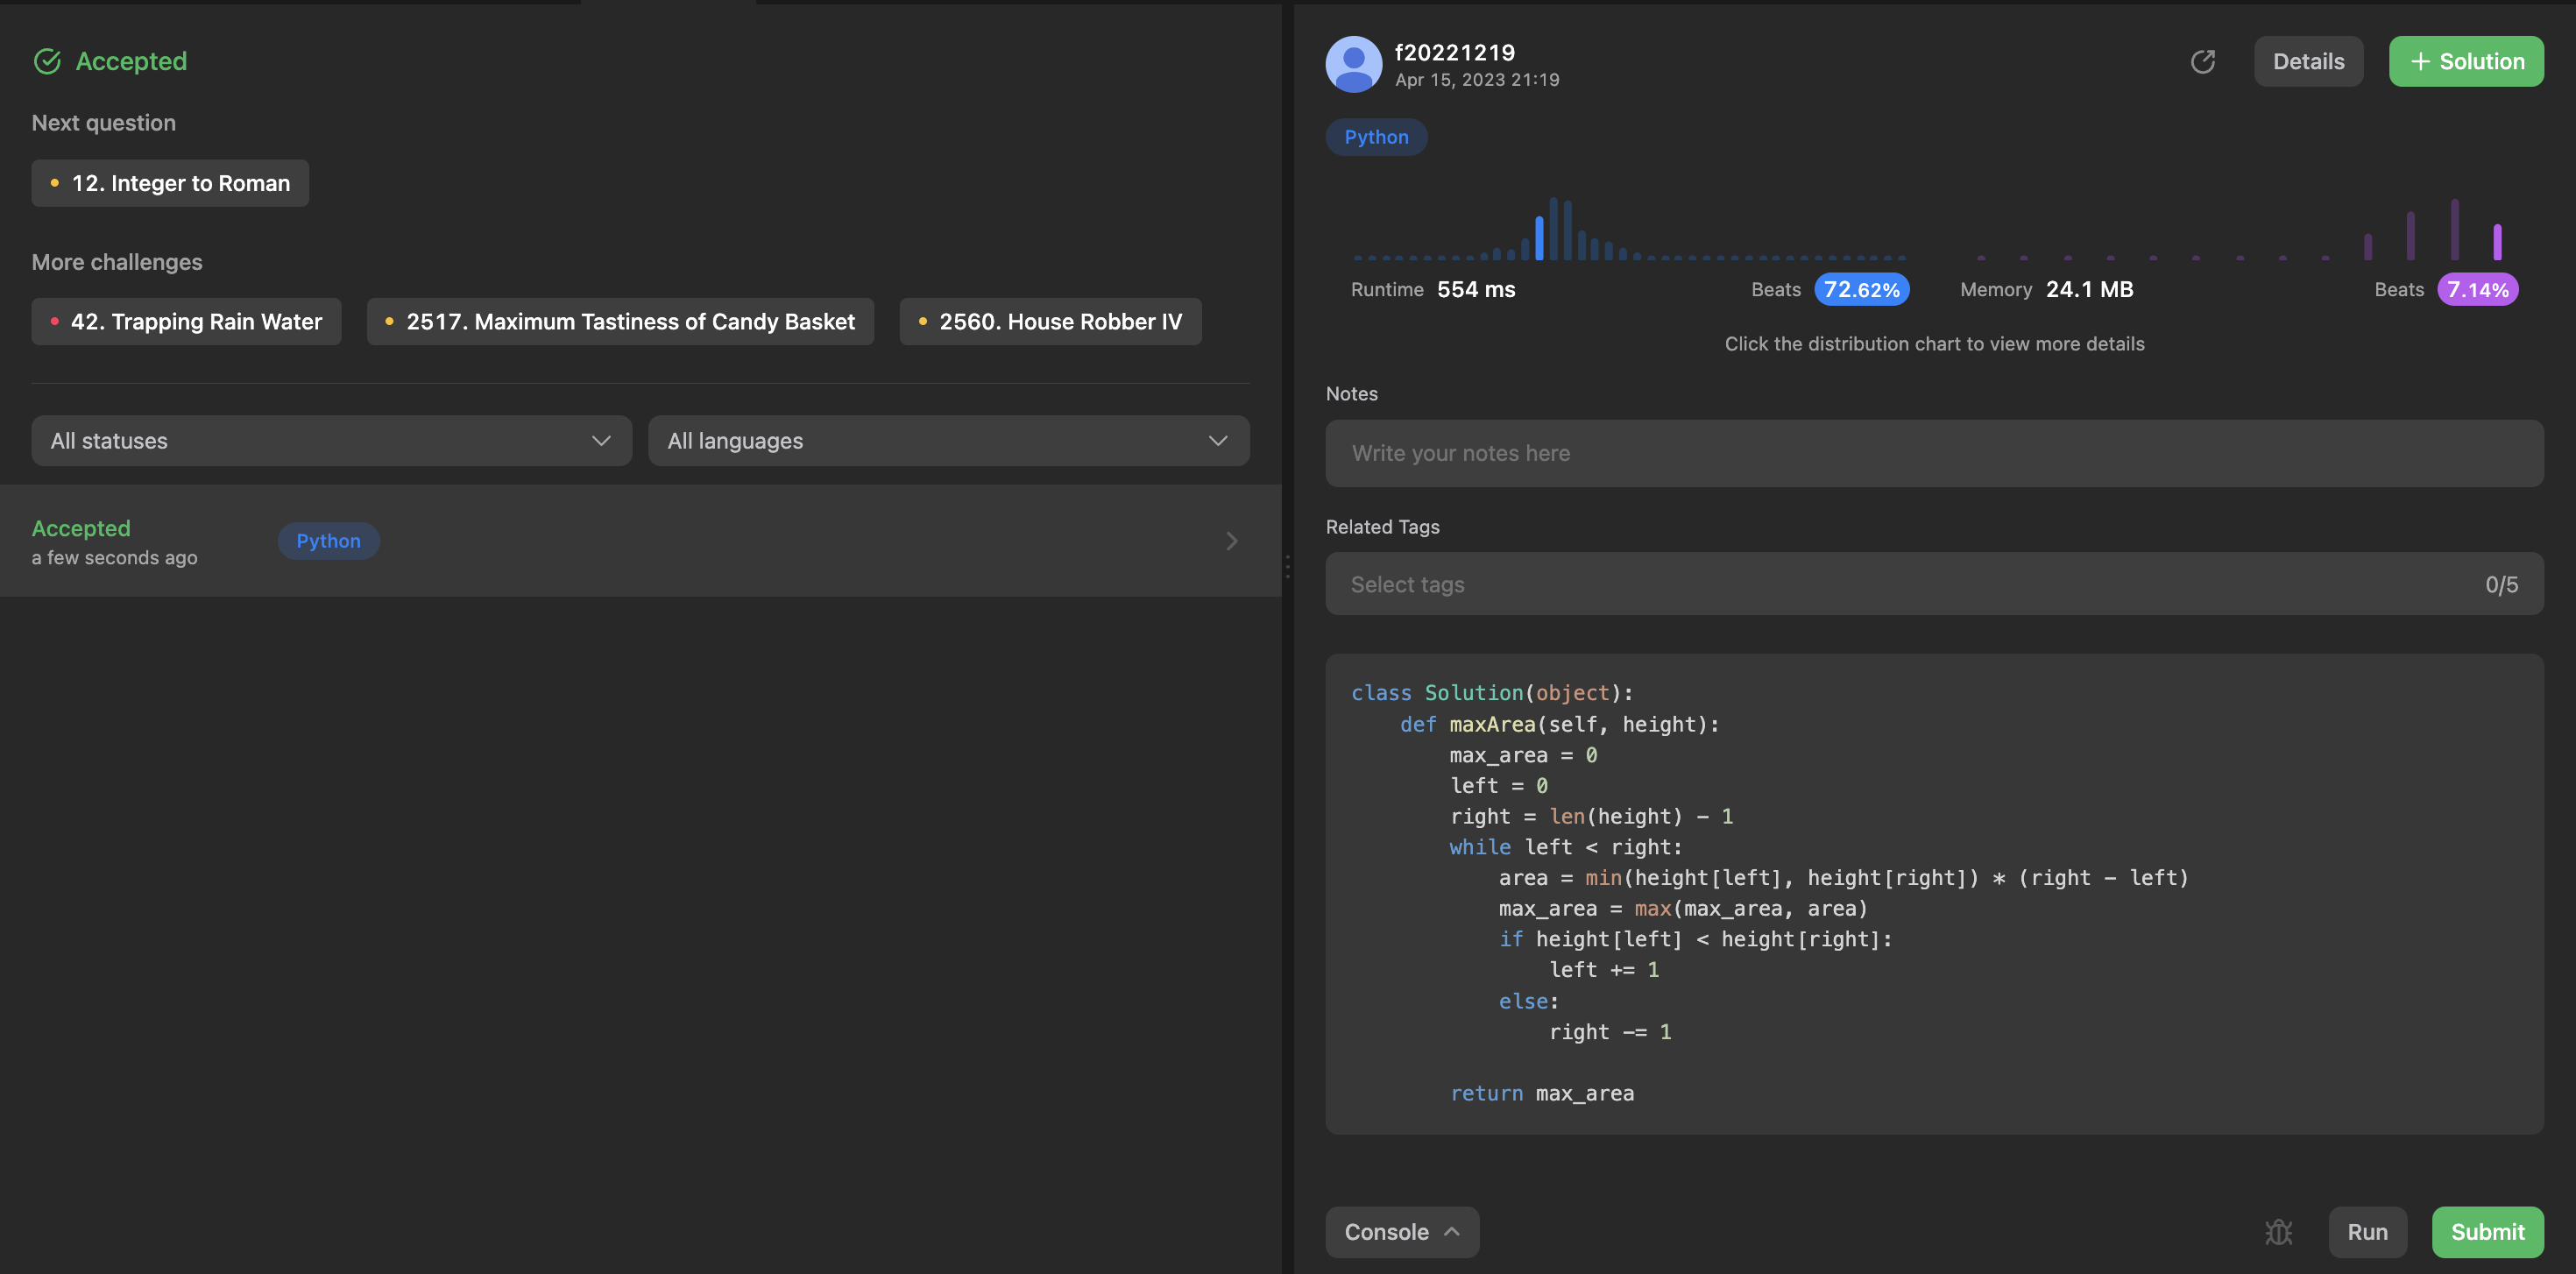 Accepted
Next question
12. Integer to Roman
More challenges
42. Trapping Rain Water
2517. Maximum Tastiness of Candy Basket
2560. House Robber IV
All statuses
All languages
Accepted
a few seconds ago
Python
f20221219
Apr 15, 2023 21:19
Details
+ Solution
Python
Runtime 554 ms
Beats 72.62%
Memory 24.1 MB
Beats 7.14%
Click the distribution chart to view more details
Notes
Write your notes here
Related Tags
Select tags
0/5
class Solution(object):
    def maxArea(self, height):
        max_area = 0
        left = 0
        right = len(height) - 1
        while left < right:
            area = min(height[left], height[right]) * (right - left)
            max_area = max(max_area, area)
            if height[left] < height[right]:
                left += 1
            else:
                right -= 1

        return max_area
Console
Run
Submit